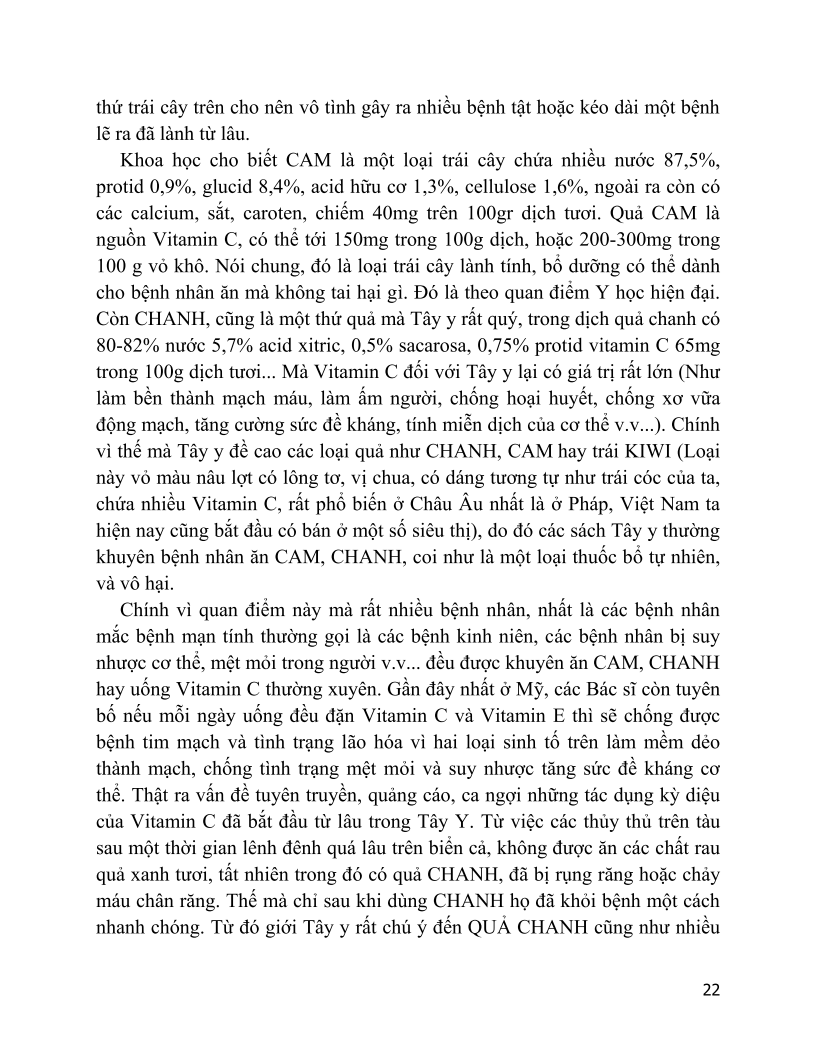 thứ trái cây trên cho nên vô tình gây ra nhiều bệnh tật hoặc kéo dài một bệnh
lẽ ra đã lành từ lâu.
Khoa học cho biết CAM là một loại trái cây chứa nhiều nước 87,5%,
protid 0,9%, glucid 8,4%, acid hữu cơ 1,3%, cellulose 1,6%, ngoài ra còn có
các calcium, sắt, caroten, chiếm 40mg trên 100gr dịch tươi. Quả CAM là
nguồn Vitamin C, có thể tới 150mg trong 100g dịch, hoặc 200-300mg trong
100 g vỏ khô. Nói chung, đó là loại trái cây lành tính, bổ dưỡng có thể dành
cho bệnh nhân ăn mà không tai hại gì. Đó là theo quan điểm Y học hiện đại.
Còn CHANH, cũng là một thứ quả mà Tây y rất quý, trong dịch quả chanh có
80-82% nước 5,7% acid xitric, 0,5% sacarosa, 0,75% protid vitamin C 65mg
trong 100g dịch tươi... Mà Vitamin C đối với Tây y lại có giá trị rất lớn (Như
làm bền thành mạch máu, làm ấm người, chống hoại huyết, chống xơ vữa
động mạch, tăng cường sức đề kháng, tính miễn dịch của cơ thể v.v...). Chính
vì thế mà Tây y đề cao các loại quả như CHANH, CAM hay trái KIWI (Loại
này vỏ màu nâu lợt có lông tơ, vị chua, có dáng tương tự như trái cóc của ta,
chứa nhiều Vitamin C, rất phổ biến ở Châu Âu nhất là ở Pháp, Việt Nam ta
hiện nay cũng bắt đầu có bán ở một số siêu thị), do đó các sách Tây y thường
khuyên bệnh nhân ăn CAM, CHANH, coi như là một loại thuốc bổ tự nhiên,
và vô hại.
Chính vì quan điểm này mà rất nhiều bệnh nhân, nhất là các bệnh nhân
mắc bệnh mạn tính thường gọi là các bệnh kinh niên, các bệnh nhân bị suy
nhược cơ thể, mệt mỏi trong người v.v... đều được khuyên ăn CAM, CHANH
hay uống Vitamin C thường xuyên. Gần đây nhất ở Mỹ, các Bác sĩ còn tuyên
bố nếu mỗi ngày uống đều đặn Vitamin C và Vitamin E thì sẽ chống được
bệnh tim mạch và tình trạng lão hóa vì hai loại sinh tố trên làm mềm dẻo
thành mạch, chống tình trạng mệt mỏi và suy nhược tăng sức đề kháng cơ
thể. Thật ra vấn đề tuyên truyền, quảng cáo, ca ngợi những tác dụng kỳ diệu
của Vitamin C đã bắt đầu từ lâu trong Tây Y. Từ việc các thủy thủ trên tàu
sau một thời gian lênh đênh quá lâu trên biển cả, không được ăn các chất rau
quả xanh tươi, tất nhiên trong đó có quả CHANH, đã bị rụng răng hoặc chảy
máu chân răng. Thế mà chỉ sau khi dùng CHANH họ đã khỏi bệnh một cách
nhanh chóng. Từ đó giới Tây y rất chú ý đến QUẢ CHANH cũng như nhiều
22